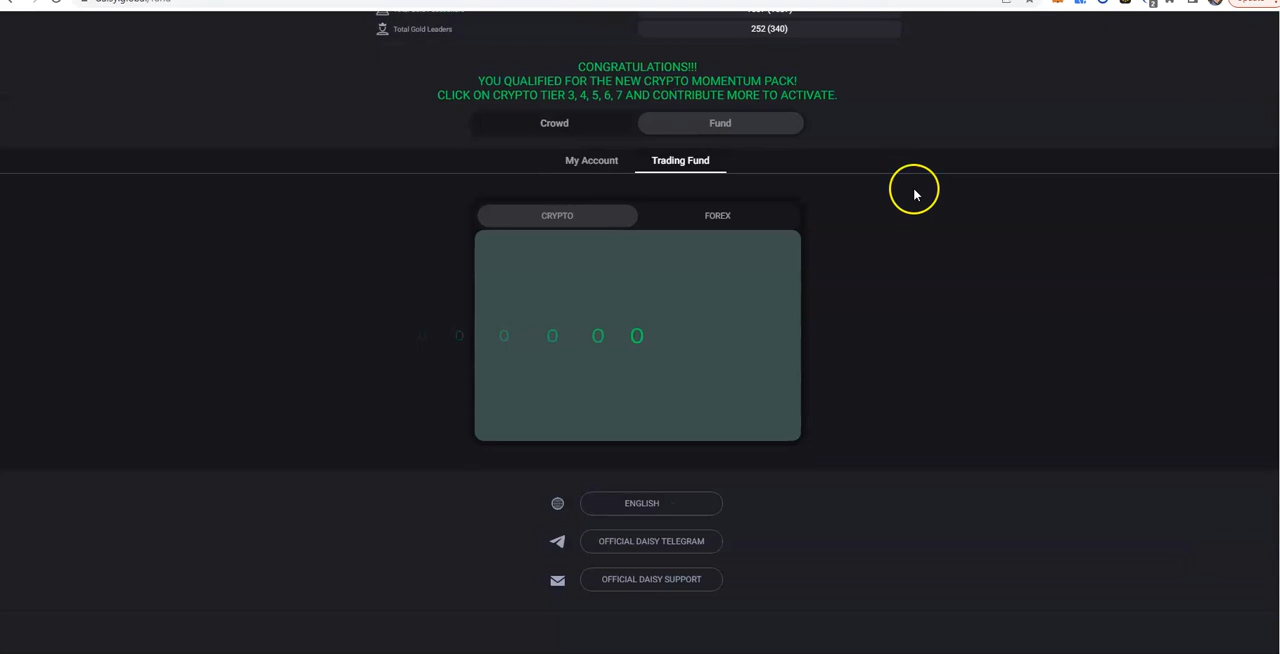 Total Gold Leaders
252 (340)
CONGRATULATIONS!!!
YOU QUALIFIED FOR THE NEW CRYPTO MOMENTUM PACK!
CLICK ON CRYPTO TIER 3, 4, 5, 6, 7 AND CONTRIBUTE MORE TO ACTIVATE.
Crowd Fund
My Account Trading Fund
CRYPTO FOREX
0 0 0 0 0 0
ENGLISH
OFFICIAL DAISY TELEGRAM
OFFICIAL DAISY SUPPORT